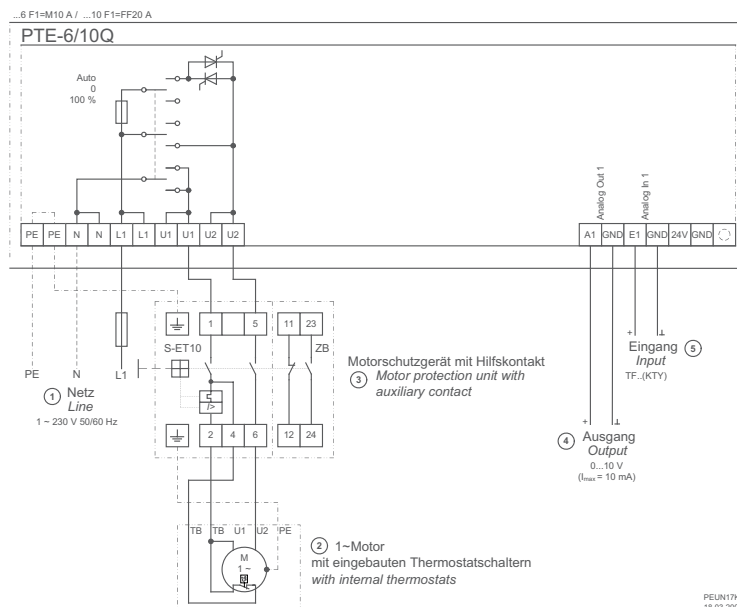 ...6 F1=M10 A / ...10 F1=FF20 A
PTE-6/10Q
Auto
0
100 %
Analog Out 1
Analog In 1
PE PE N N L1 L1 U1 U1 U2 U2
A1 GND E1 GND 24V GND
1 5 11 23
S-ET10
ZB
I>
2 4 6 12 24
PE N L1
1 Netz
Line
1 ~ 230 V 50/60 Hz
Motorschutzgerät mit Hilfskontakt
3 Motor protection unit with
auxiliary contact
+ ⊥
Eingang 5
Input
TF..(KTY)
+ ⊥
4 Ausgang
Output
0...10 V
(Imax = 10 mA)
TB TB U1 U2 PE
M
1 ~
2 1~Motor
mit eingebauten Thermostatschaltern
with internal thermostats